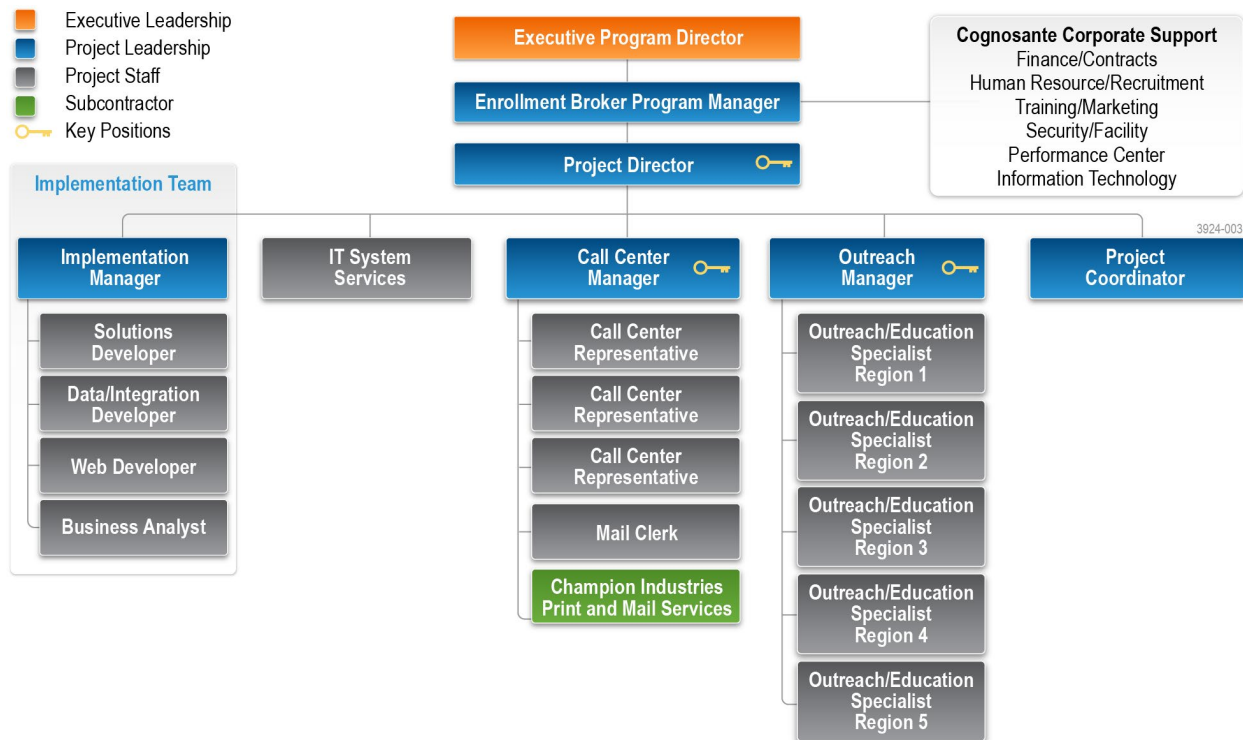 Executive Leadership
Project Leadership
Project Staff
Subcontractor
Key Positions
Executive Program Director
Enrollment Broker Program Manager
Project Director
Cognosante Corporate Support
Finance/Contracts
Human Resource/Recruitment
Training/Marketing
Security/Facility
Performance Center
Information Technology
3924-003
Implementation Team
Implementation
Manager
Solutions
Developer
Data/Integration
Developer
Web Developer
Business Analyst
IT System
Services
Call Center
Manager
Call Center
Representative
Call Center
Representative
Call Center
Representative
Mail Clerk
Champion Industries
Print and Mail Services
Outreach
Manager
Outreach/Education
Specialist
Region 1
Outreach/Education
Specialist
Region 2
Outreach/Education
Specialist
Region 3
Outreach/Education
Specialist
Region 4
Outreach/Education
Specialist
Region 5
Project
Coordinator